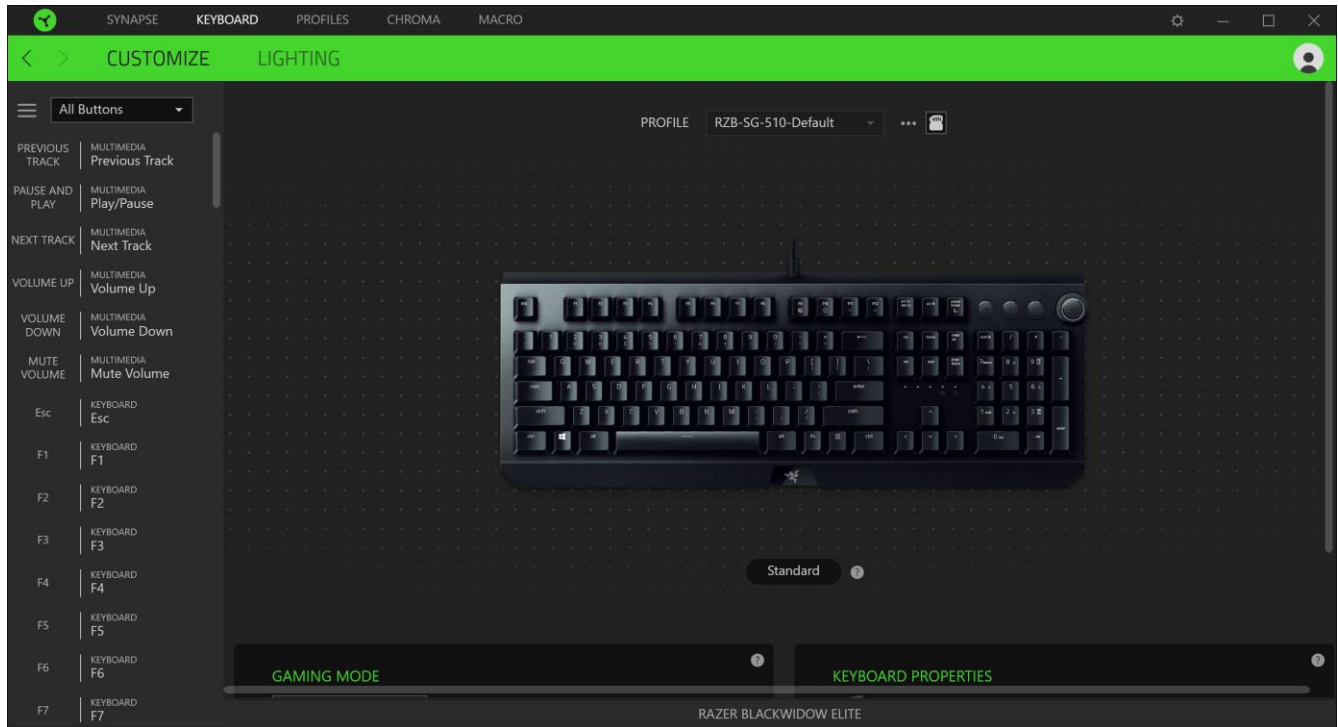 SYNAPSE KEYBOARD PROFILES CHROMA MACRO
CUSTOMIZE LIGHTING
All Buttons
PROFILE RZB-SG-510-Default
PREVIOUS TRACK
MULTIMEDIA
Previous Track
PAUSE AND PLAY
MULTIMEDIA
Play/Pause
NEXT TRACK
MULTIMEDIA
Next Track
VOLUME UP
MULTIMEDIA
Volume Up
VOLUME DOWN
MULTIMEDIA
Volume Down
MUTE VOLUME
MULTIMEDIA
Mute Volume
Esc
KEYBOARD
Esc
F1
KEYBOARD
F1
F2
KEYBOARD
F2
F3
KEYBOARD
F3
F4
KEYBOARD
F4
F5
KEYBOARD
F5
F6
KEYBOARD
F6
F7
KEYBOARD
F7
Standard
GAMING MODE
KEYBOARD PROPERTIES
RAZER BLACKWIDOW ELITE